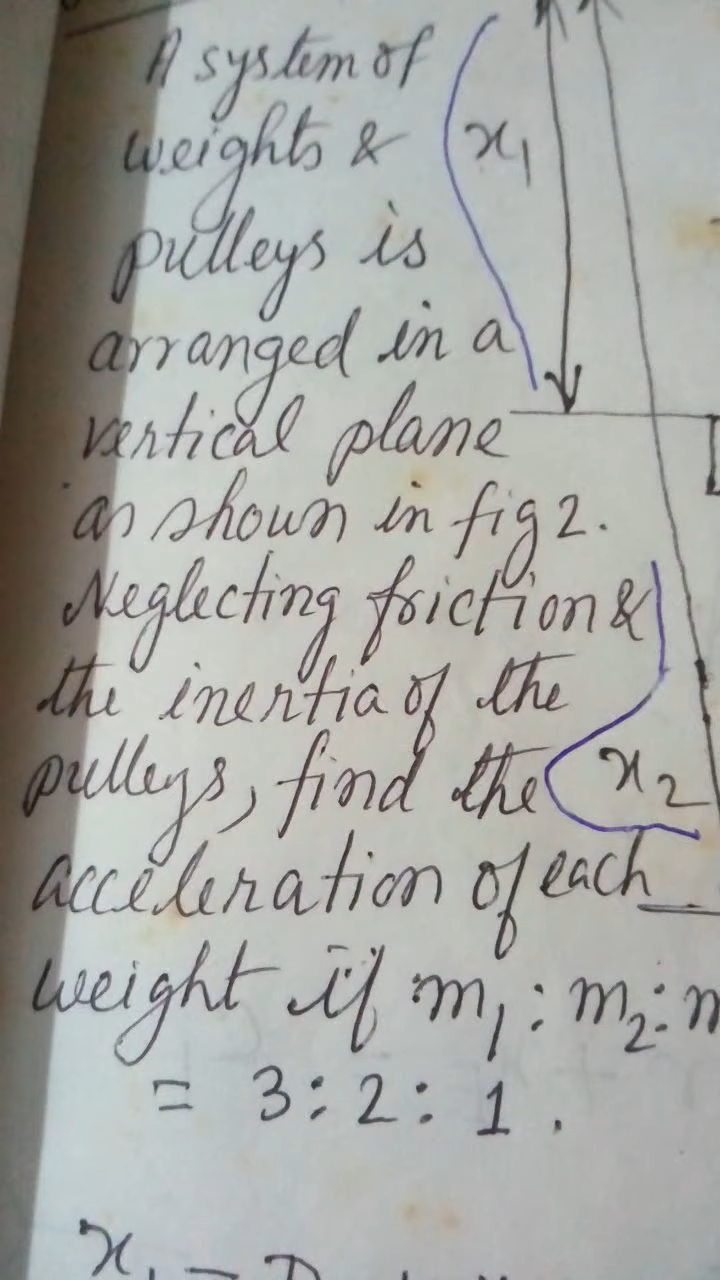 A system of
weights &
pulleys is
arranged in a
vertical plane
as shown in fig 2.
Neglecting friction &
the inertia of the
pulleys, find the
acceleration of each
weight if m₁ : m₂ :
= 3 : 2 : 1 .
x₁
x₂
x₁ =